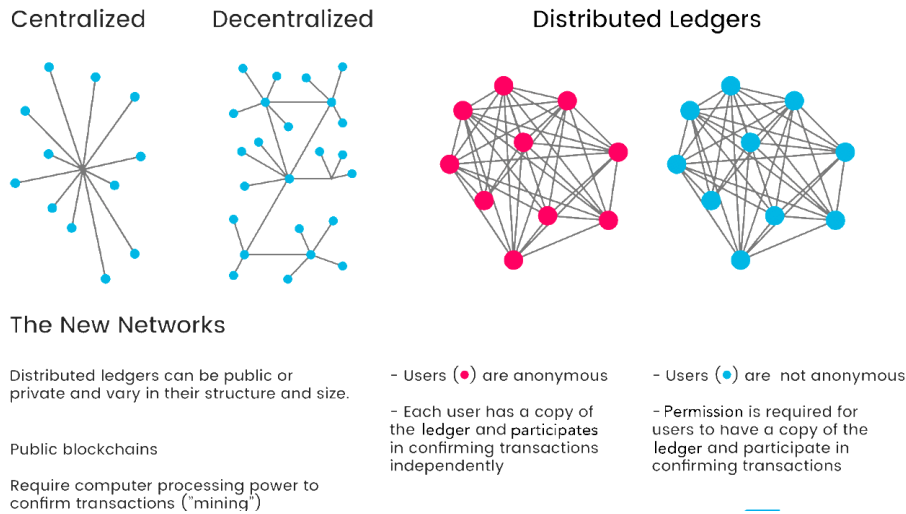 Centralized
Decentralized
Distributed Ledgers
The New Networks
Distributed ledgers can be public or
private and vary in their structure and size.
Public blockchains
Require computer processing power to
confirm transactions ("mining")
- Users (●) are anonymous
- Each user has a copy of
the ledger and participates
in confirming transactions
independently
- Users (●) are not anonymous
- Permission is required for
users to have a copy of the
ledger and participate in
confirming transactions